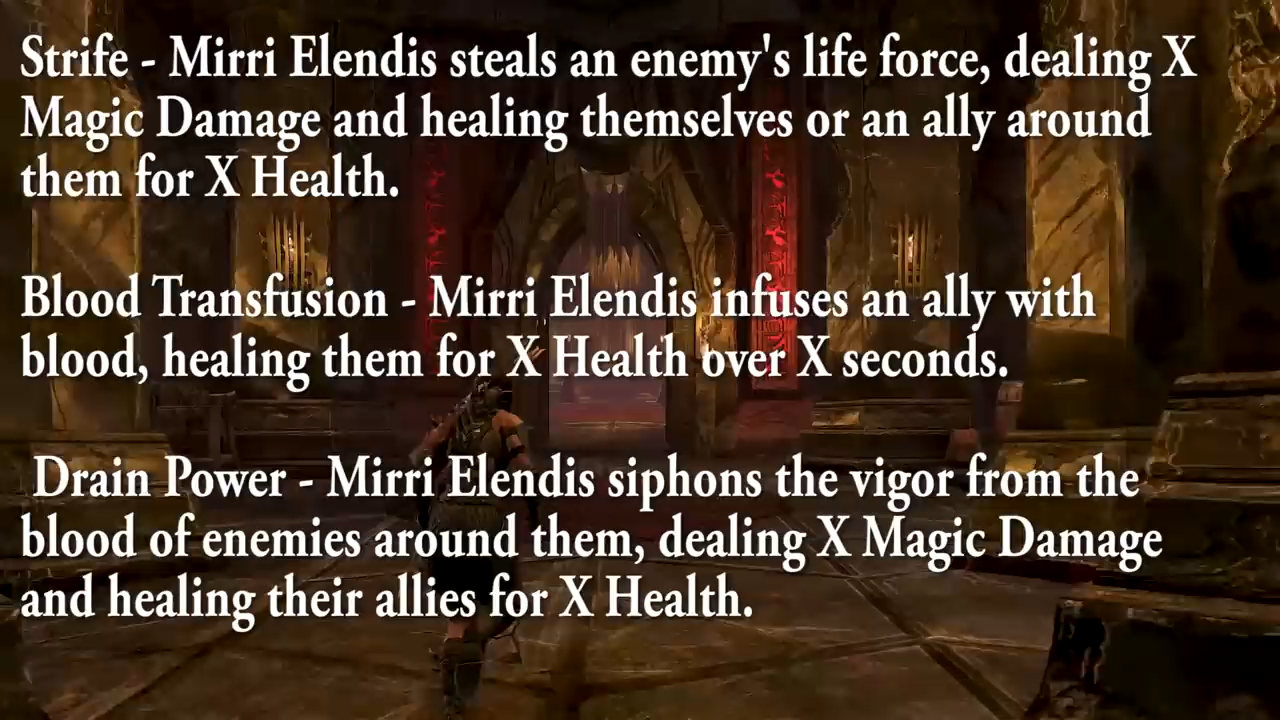 Strife - Mirri Elendis steals an enemy's life force, dealing X
Magic Damage and healing themselves or an ally around
them for X Health.
Blood Transfusion - Mirri Elendis infuses an ally with
blood, healing them for X Health over X seconds.
Drain Power - Mirri Elendis siphons the vigor from the
blood of enemies around them, dealing X Magic Damage
and healing their allies for X Health.